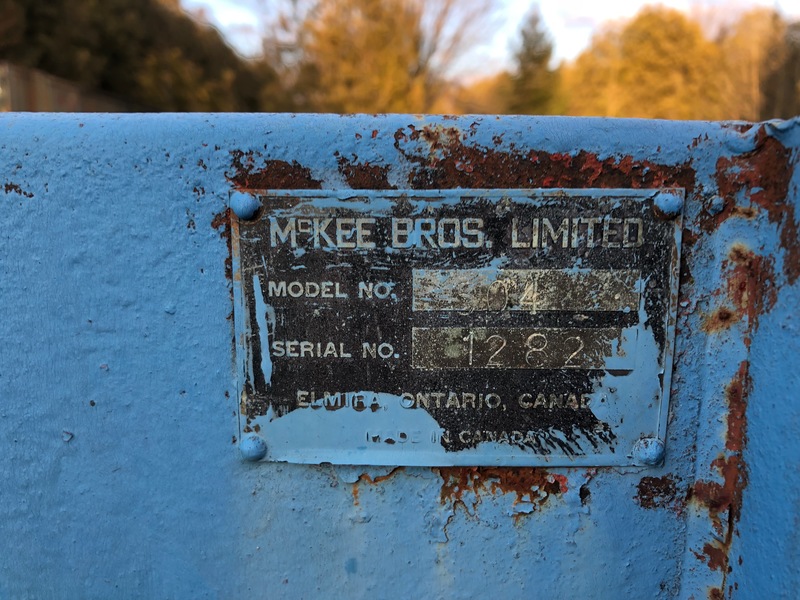 McKEE BROS. LIMITED
MODEL NO. 304
SERIAL NO. 1282
ELMIRA, ONTARIO, CANADA
MADE IN CANADA